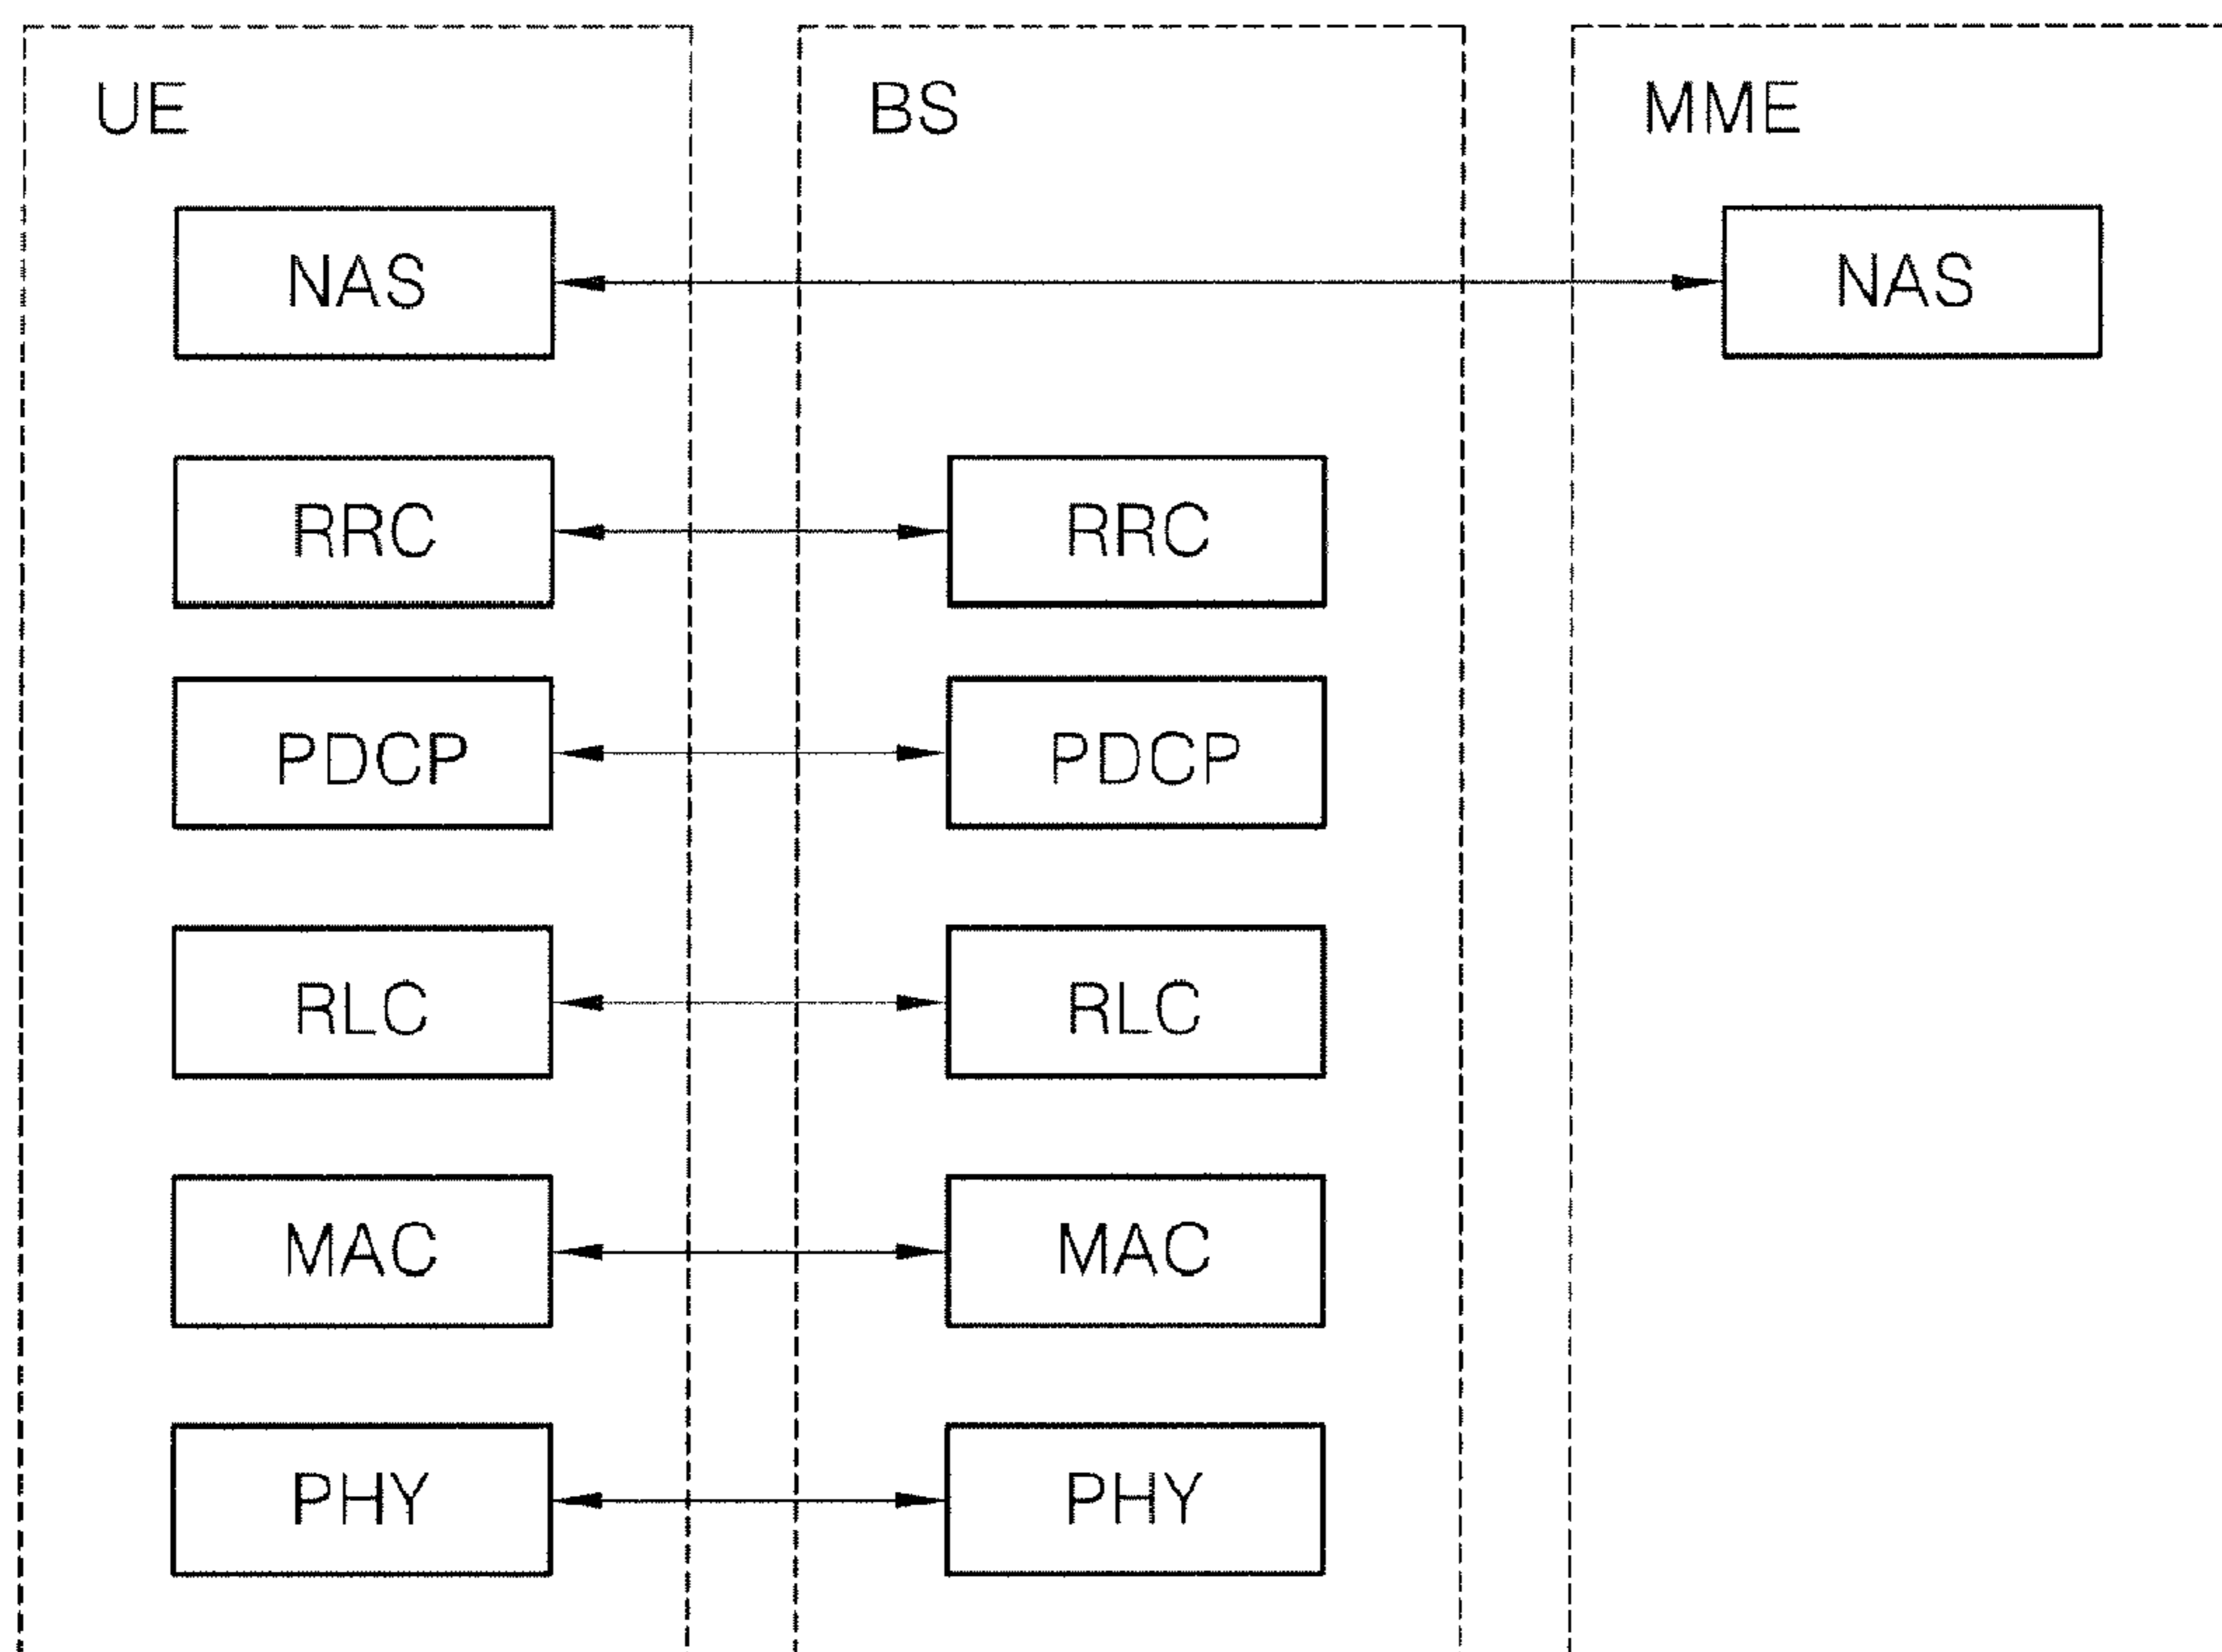 UE BS MME
NAS NAS
RRC RRC
PDCP PDCP
RLC RLC
MAC MAC
PHY PHY